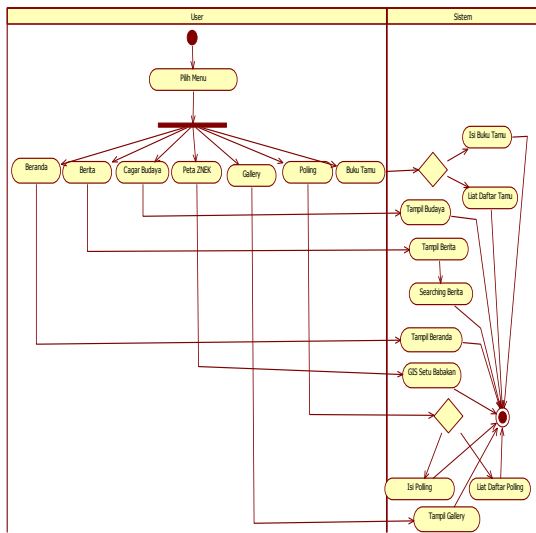 User
Sistem
Pilih Menu
Beranda
Berita
Cagar Budaya
Peta ZNEK
Gallery
Polling
Buku Tamu
Isi Buku Tamu
Liat Daftar Tamu
Tampil Budaya
Tampil Berita
Searching Berita
Tampil Beranda
GIS Setu Babakan
Isi Polling
Liat Daftar Polling
Tampil Gallery